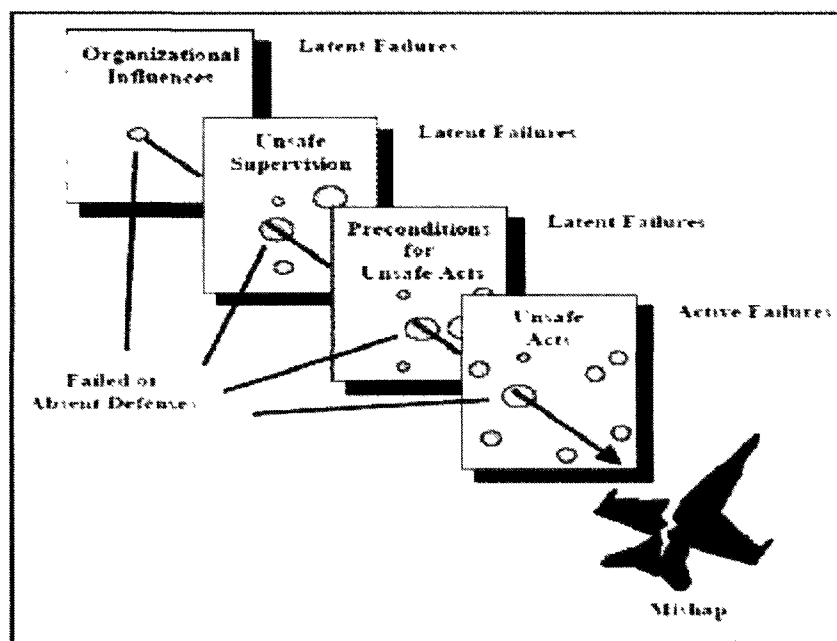 Organizational
Influences
Latent Failures
Unsafe
Supervision
Latent Failures
Preconditions
for
Unsafe Acts
Latent Failures
Unsafe
Acts
Active Failures
Failed or
Absent Defenses
Mishap